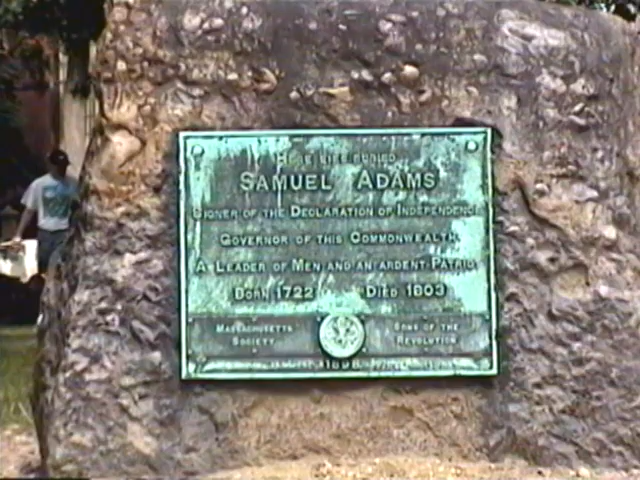 HERE LIES BURIED
SAMUEL ADAMS
SIGNER OF THE DECLARATION OF INDEPENDENCE
GOVERNOR OF THIS COMMONWEALTH
A LEADER OF MEN AND AN ARDENT PATRIOT
BORN 1722 DIED 1803
MASSACHUSETTS SOCIETY
SONS OF THE REVOLUTION
1898